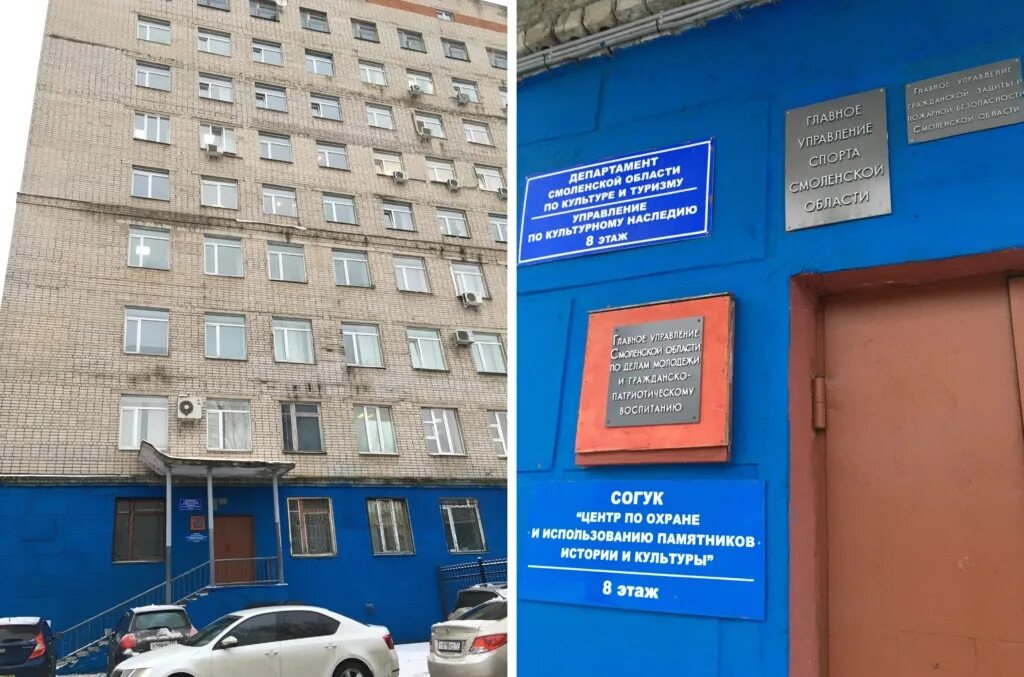 ДЕПАРТАМЕНТ
СМОЛЕНСКОЙ ОБЛАСТИ
ПО КУЛЬТУРЕ И ТУРИЗМУ
УПРАВЛЕНИЕ
ПО КУЛЬТУРНОМУ НАСЛЕДИЮ
8 этаж
ГЛАВНОЕ
УПРАВЛЕНИЕ
СПОРТА
СМОЛЕНСКОЙ
ОБЛАСТИ
ГЛАВНОЕ УПРАВЛЕНИЕ
ГРАЖДАНСКОЙ ЗАЩИТЫ И
ПОЖАРНОЙ БЕЗОПАСНОСТИ
СМОЛЕНСКОЙ ОБЛАСТИ
ГЛАВНОЕ УПРАВЛЕНИЕ
СМОЛЕНСКОЙ ОБЛАСТИ
ПО ДЕЛАМ МОЛОДЕЖИ
И ГРАЖДАНСКО-
ПАТРИОТИЧЕСКОМУ
ВОСПИТАНИЮ
СОГУК
"ЦЕНТР ПО ОХРАНЕ
И ИСПОЛЬЗОВАНИЮ ПАМЯТНИКОВ
ИСТОРИИ И КУЛЬТУРЫ"
8 этаж